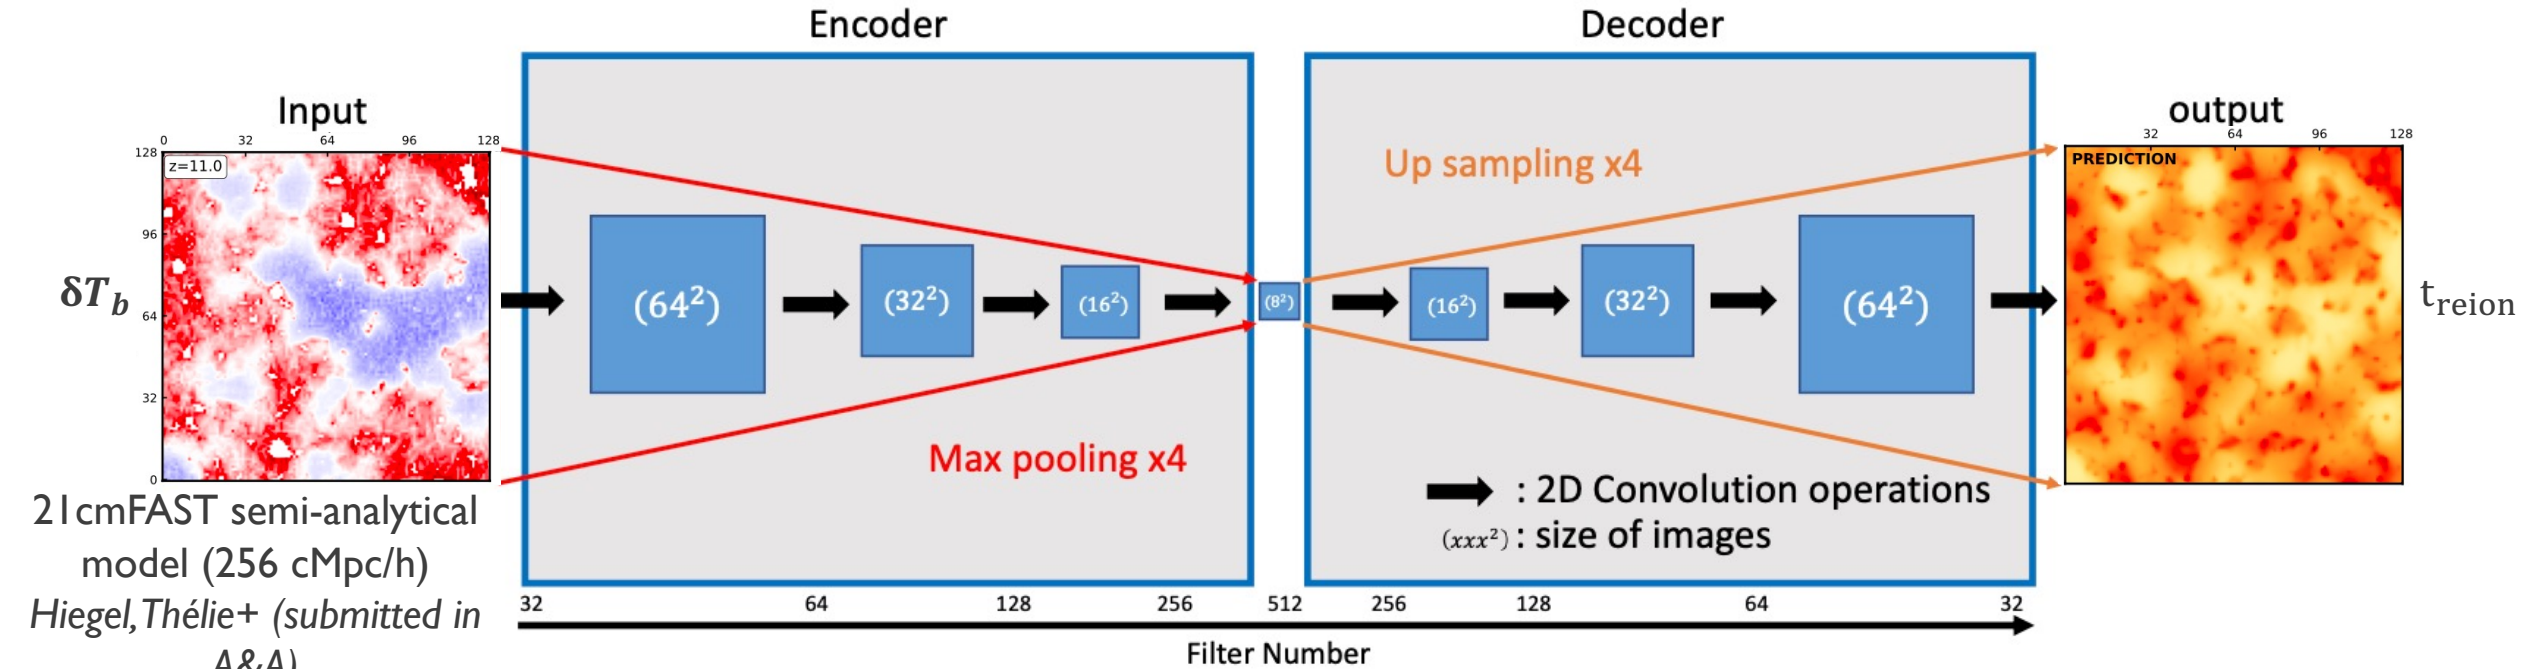 Encoder
Decoder
Input
output
0 32 64 96 128
32 64 96 128
128
z=11.0
PREDICTION
Up sampling x4
96
δT_b
64
(64²)
(32²)
(16²)
(8²)
(16²)
(32²)
(64²)
t_reion
32
Max pooling x4
0
: 2D Convolution operations
(xxx²) : size of images
21cmFAST semi-analytical
model (256 cMpc/h)
Hiegel, Thélie+ (submitted in
A&A)
32 64 128 256 512 256 128 64 32
Filter Number